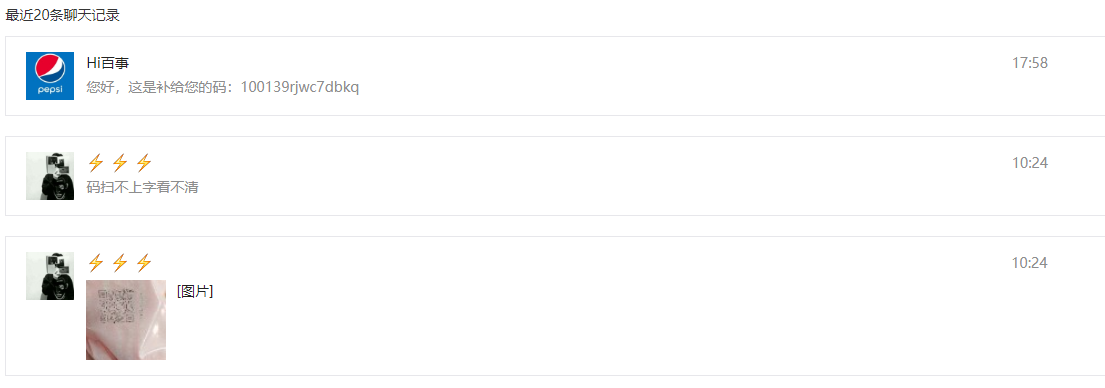 最近20条聊天记录
pepsi
Hi百事
17:58
您好，这是补给您的码：100139rjwc7dbkq
⚡⚡⚡
10:24
码扫不上字看不清
⚡⚡⚡
10:24
[图片]